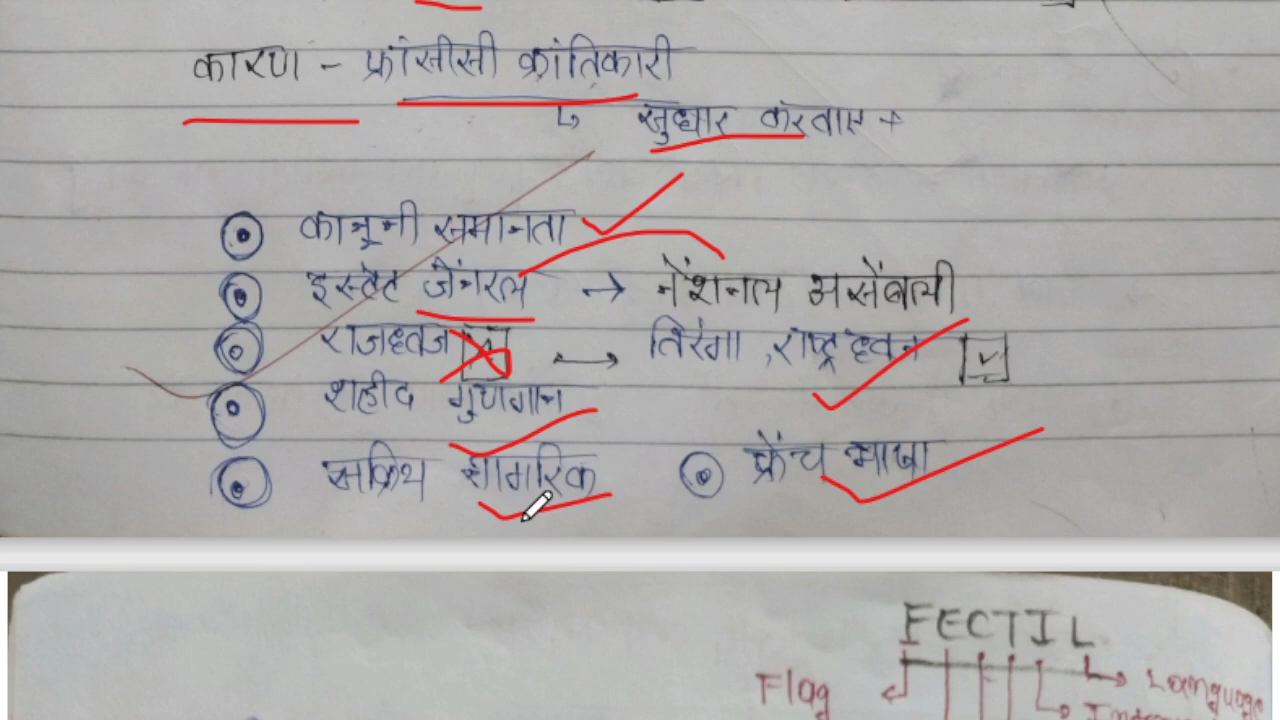 कारण - फ्रांसीसी क्रांतिकारी
↳ सुधार करवाए →
कानूनी समानता
इस्तेत जेंनरल → नेंशनल असेंबली
राजध्वज → तिरंगा, राष्ट्रध्वज
शहीद गुणगान
सक्रिय नागरिक
फ्रेंच भाषा
FECTIL
Flag
Language